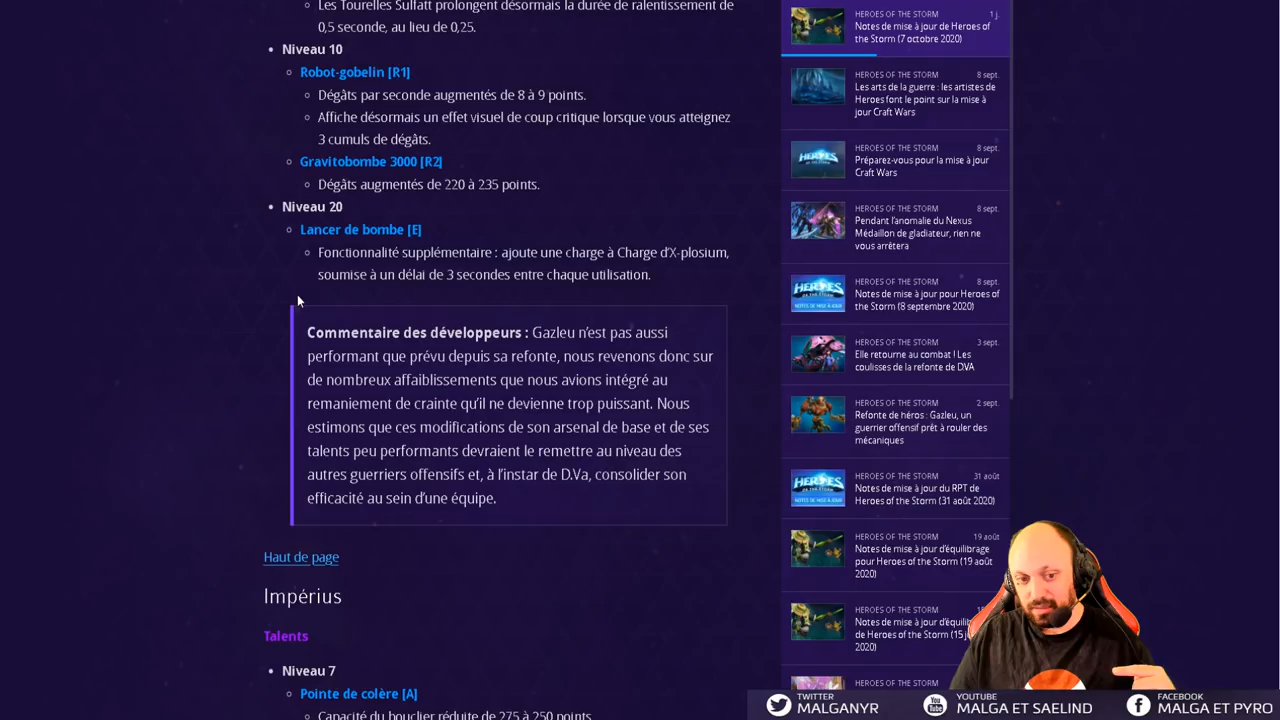 Les Tourelles Sulfatt prolongent désormais la durée de ralentissement de
0,5 seconde, au lieu de 0,25.
Niveau 10
Robot-gobelin [R1]
Dégâts par seconde augmentés de 8 à 9 points.
Affiche désormais un effet visuel de coup critique lorsque vous atteignez
3 cumuls de dégâts.
Gravitobombe 3000 [R2]
Dégâts augmentés de 220 à 235 points.
Niveau 20
Lancer de bombe [E]
Fonctionnalité supplémentaire : ajoute une charge à Charge d'X-plosium,
soumise à un délai de 3 secondes entre chaque utilisation.
Commentaire des développeurs : Gazleu n'est pas aussi
performant que prévu depuis sa refonte, nous revenons donc sur
de nombreux affaiblissements que nous avions intégré au
remaniement de crainte qu'il ne devienne trop puissant. Nous
estimons que ces modifications de son arsenal de base et de ses
talents peu performants devraient le remettre au niveau des
autres guerriers offensifs et, à l'instar de D.Va, consolider son
efficacité au sein d'une équipe.
Haut de page
Impérius
Talents
Niveau 7
Pointe de colère [A]
Capacité du bouclier réduite de 275 à 250 points.
HEROES OF THE STORM 1 j.
Notes de mise à jour de Heroes of
the Storm (7 octobre 2020)
HEROES OF THE STORM 8 sept.
Les arts de la guerre : les artistes de
Heroes font le point sur la mise à
jour Craft Wars
HEROES OF THE STORM 8 sept.
Préparez-vous pour la mise à jour
Craft Wars
HEROES OF THE STORM 8 sept.
Pendant l'anomalie du Nexus
Médaillon de gladiateur, rien ne
vous arrêtera
HEROES OF THE STORM 8 sept.
Notes de mise à jour pour Heroes of
the Storm (8 septembre 2020)
HEROES OF THE STORM 3 sept.
Elle retourne au combat ! Les
coulisses de la refonte de D.VA
HEROES OF THE STORM 2 sept.
Refonte de héros : Gazleu, un
guerrier offensif prêt à rouler des
mécaniques
HEROES OF THE STORM 31 août
Notes de mise à jour du RPT de
Heroes of the Storm (31 août 2020)
HEROES OF THE STORM 19 août
Notes de mise à jour d'équilibrage
pour Heroes of the Storm (19 août
2020)
HEROES OF THE STORM
Notes de mise à jour
de Heroes of the Storm (15
2020)
HEROES OF THE STORM
HEROES
OF THE STORM
NOTES DE MISE À JOUR
TWITTER
MALGANYR
YOUTUBE
MALGA ET SAELIND
FACEBOOK
MALGA ET PYRO